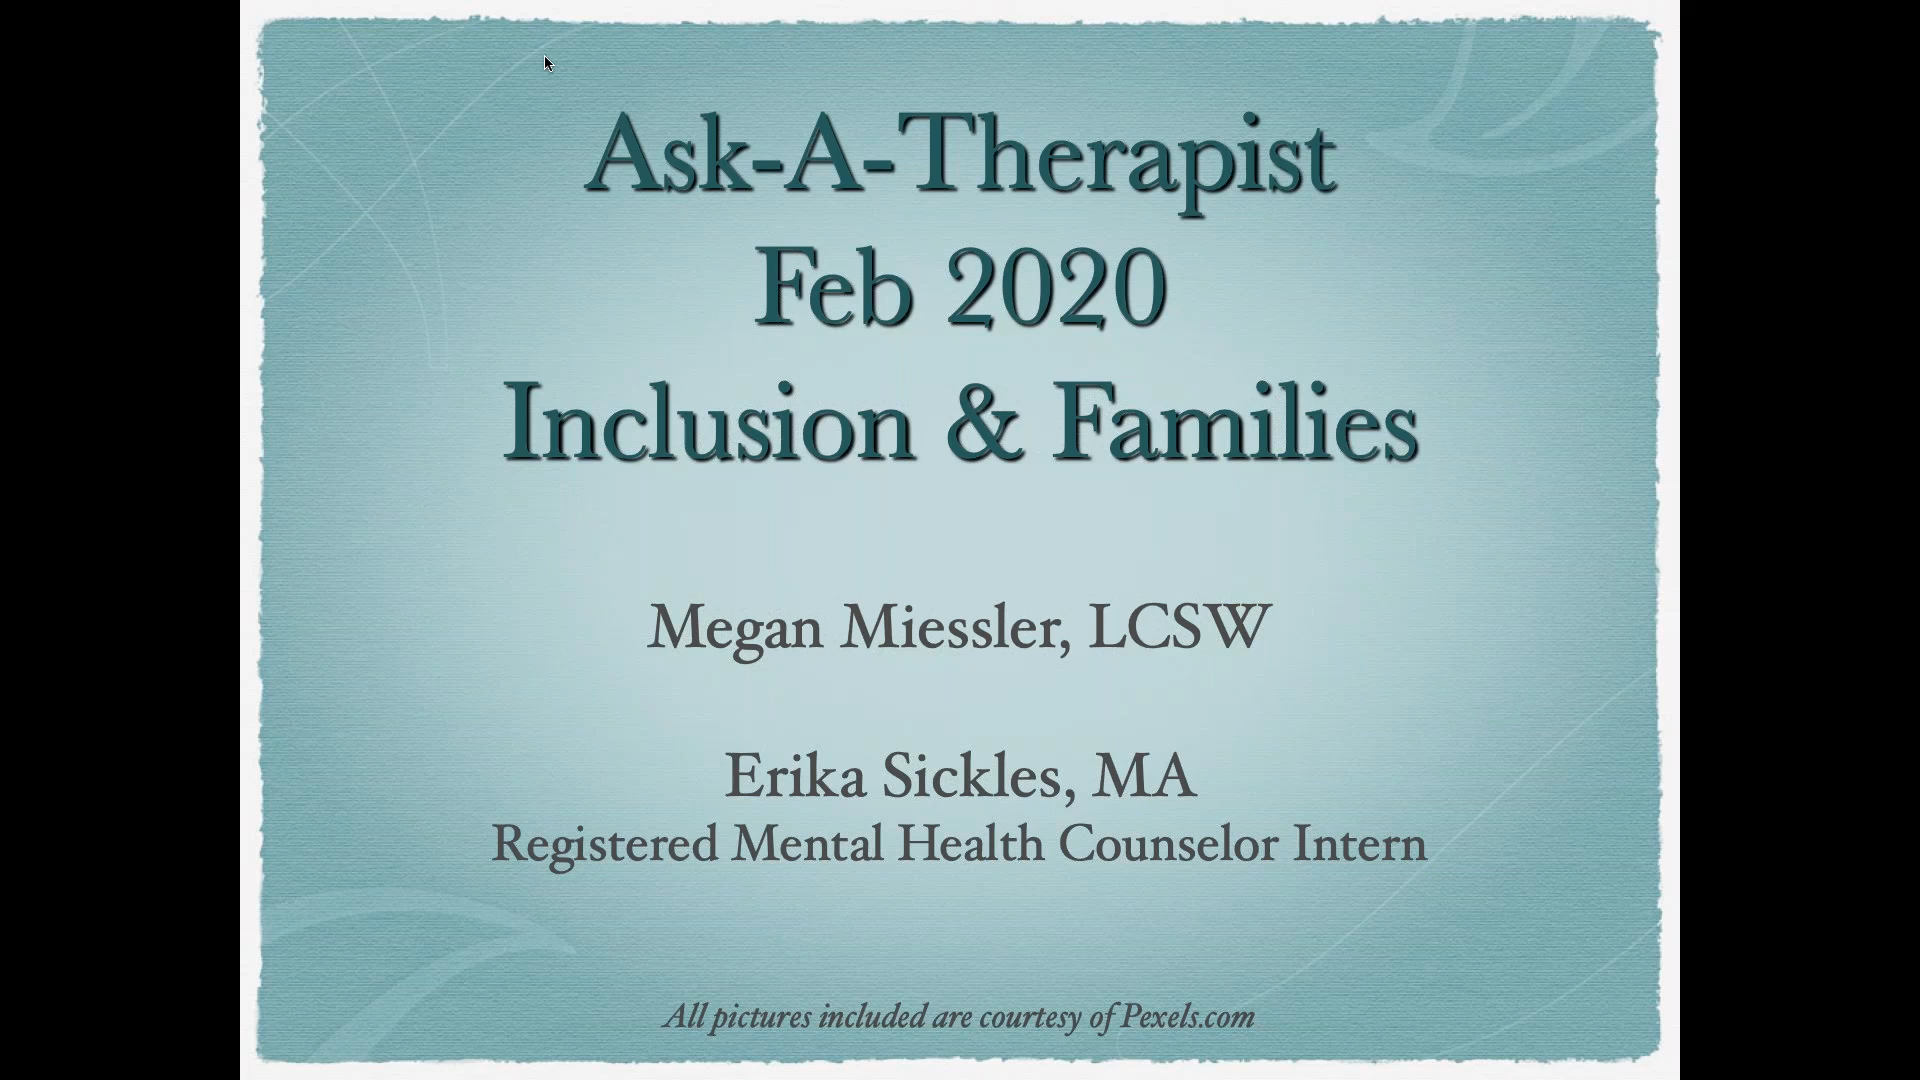 Ask-A-Therapist
Feb 2020
Inclusion & Families
Megan Miessler, LCSW
Erika Sickles, MA
Registered Mental Health Counselor Intern
All pictures included are courtesy of Pexels.com